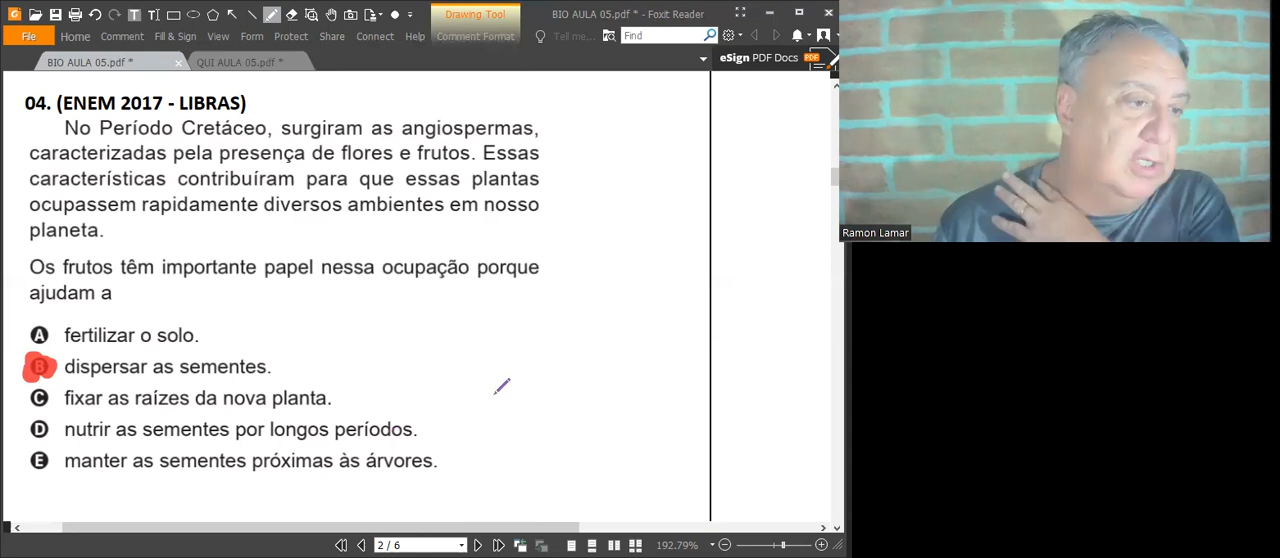 Drawing Tool
BIO AULA 05.pdf * - Foxit Reader
File Home Comment Fill & Sign View Form Protect Connect Help Comment Format Tell me... Find
BIO AULA 05.pdf * QUI AULA 05.pdf * eSign PDF Docs PDF
04. (ENEM 2017 - LIBRAS)
No Período Cretáceo, surgiram as angiospermas,
caracterizadas pela presença de flores e frutos. Essas
características contribuíram para que essas plantas
ocupassem rapidamente diversos ambientes em nosso
planeta.
Os frutos têm importante papel nessa ocupação porque
ajudam a
A fertilizar o solo.
B dispersar as sementes.
C fixar as raízes da nova planta.
D nutrir as sementes por longos períodos.
E manter as sementes próximas às árvores.
Ramon Lamar
2 / 6 192.79%